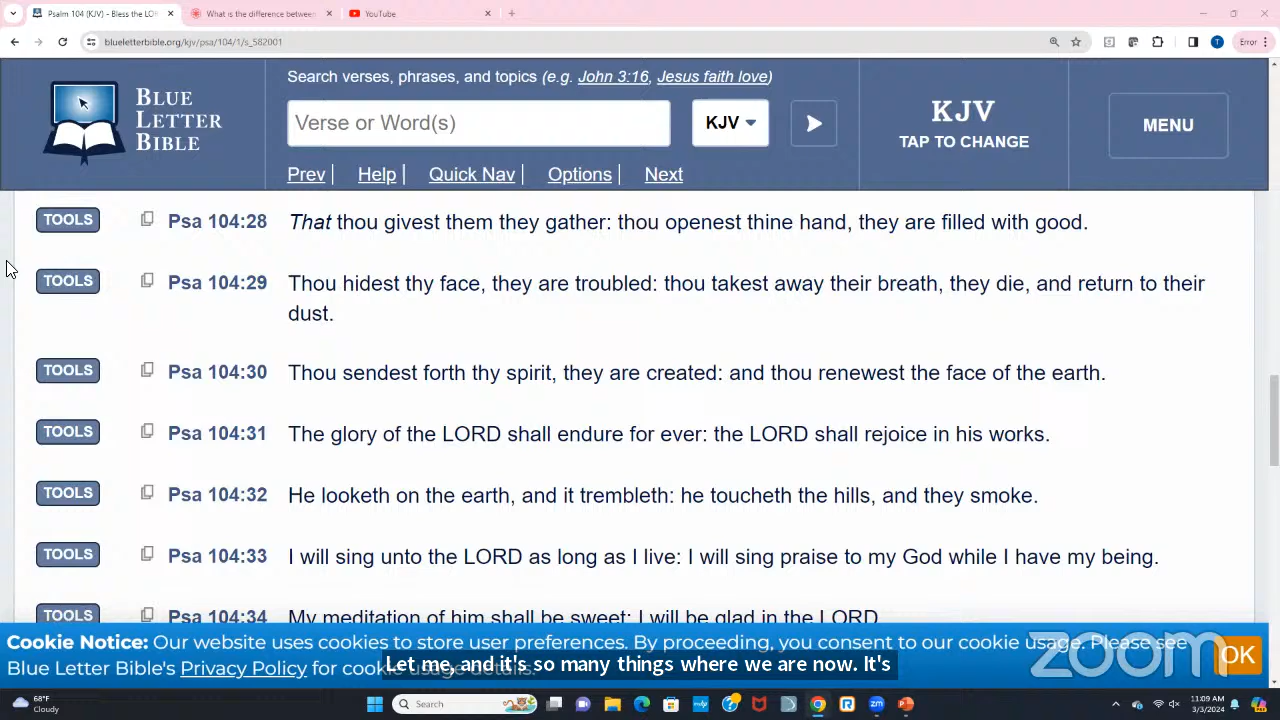 Psalm 104 (KJV) - Bless the LO
What is the difference between
YouTube
blueletterbible.org/kjv/psa/104/1/s_582001
Error
BLUE
LETTER
BIBLE
Search verses, phrases, and topics (e.g. John 3:16, Jesus faith love)
Verse or Word(s)
KJV
KJV
TAP TO CHANGE
MENU
Prev | Help | Quick Nav | Options | Next
TOOLS Psa 104:28 That thou givest them they gather: thou openest thine hand, they are filled with good.
TOOLS Psa 104:29 Thou hidest thy face, they are troubled: thou takest away their breath, they die, and return to their
dust.
TOOLS Psa 104:30 Thou sendest forth thy spirit, they are created: and thou renewest the face of the earth.
TOOLS Psa 104:31 The glory of the LORD shall endure for ever: the LORD shall rejoice in his works.
TOOLS Psa 104:32 He looketh on the earth, and it trembleth: he toucheth the hills, and they smoke.
TOOLS Psa 104:33 I will sing unto the LORD as long as I live: I will sing praise to my God while I have my being.
TOOLS Psa 104:34 My meditation of him shall be sweet: I will be glad in the LORD
Cookie Notice: Our website uses cookies to store user preferences. By proceeding, you consent to our cookie usage. Please see
Blue Letter Bible's Privacy Policy for cookie usage details.
OK
zoom
Let me, and it's so many things where we are now. It's
68°F
Cloudy
Search
11:09 AM
3/3/2024